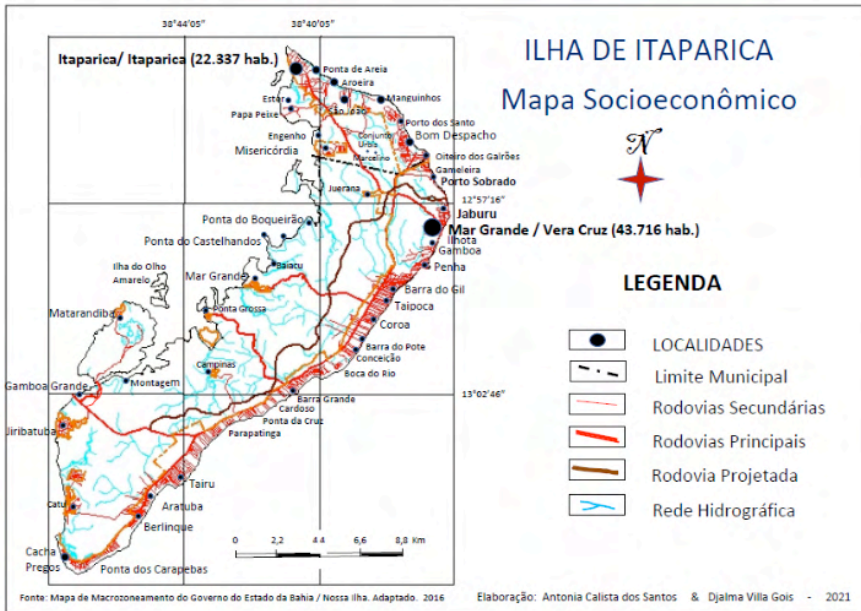 38°44'05"
38°40'05"
Itaparica/ Itaparica (22.337 hab.)
ILHA DE ITAPARICA
Mapa Socioeconômico
N
Ponta de Areia
Aroeira
Estor
São João
Manguinhos
Papa Peixe
Porto dos Santo
Engenho
Bom Despacho
Misericórdia
Conjunto
Urbis
Marcelino
Oiteiro dos Galrões
Gameleira
Porto Sobrado
Juerana
12°57'16"
Jaburu
Ponta do Boqueirão
Mar Grande / Vera Cruz (43.716 hab.)
Ponta do Castelhandos
Ilhota
Gamboa
Baiacu
Penha
Ilha do Olho
Amarelo
Mar Grande
Barra do Gil
Matarandiba
Ponta Grossa
Taipoca
Coroa
Barra do Pote
Conceição
Campinas
Boca do Rio
Gamboa Grande
Montagem
13°02'46"
Barra Grande
Cardoso
Ponta da Cruz
Jiribatuba
Parapatinga
Tairu
Catu
Aratuba
Berlinque
Cacha
Pregos
Ponta dos Carapebas
0 2,2 4.4 6,6 8,8 Km
LEGENDA
LOCALIDADES
Limite Municipal
Rodovias Secundárias
Rodovias Principais
Rodovia Projetada
Rede Hidrográfica
Fonte: Mapa de Macrozoneamento do Governo do Estado da Bahia / Nossa Ilha. Adaptado. 2016
Elaboração: Antonia Calista dos Santos & Djalma Villa Gois - 2021